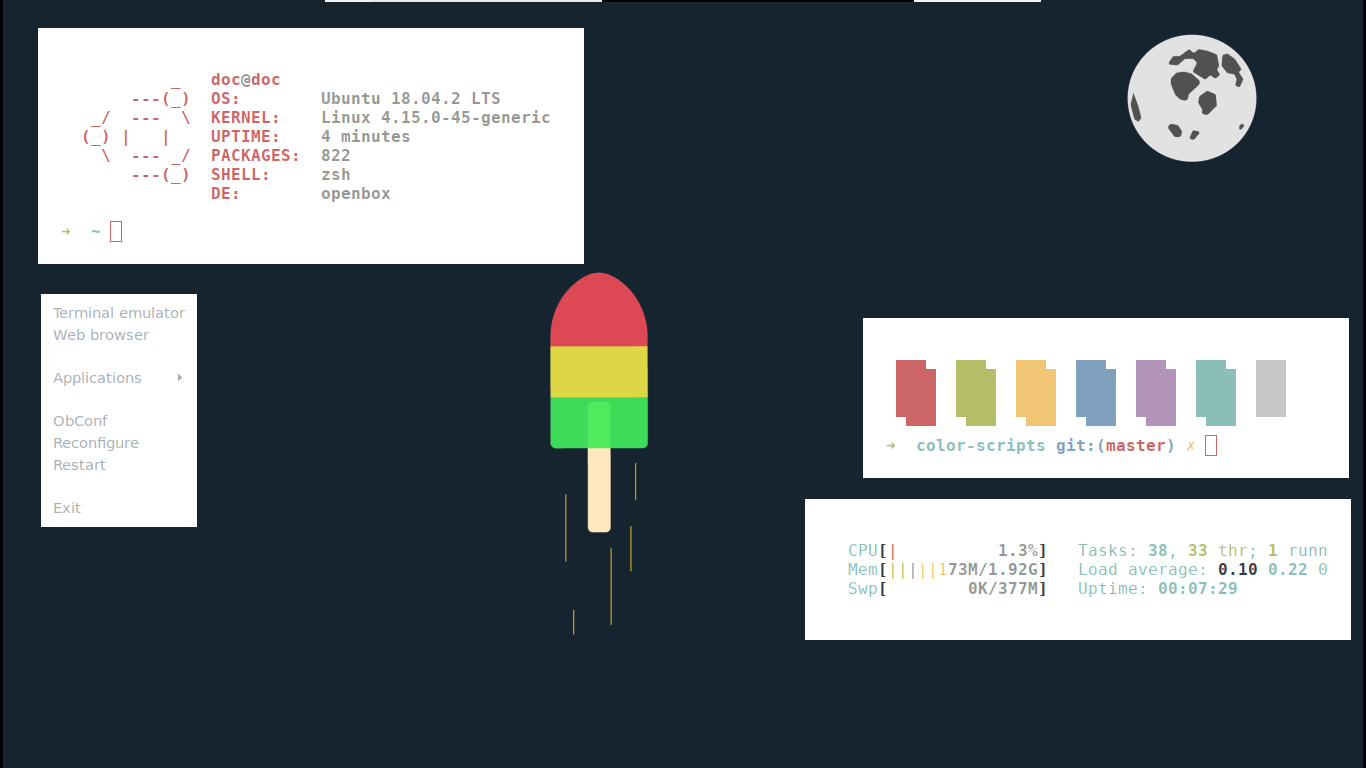 doc@doc
OS: Ubuntu 18.04.2 LTS
KERNEL: Linux 4.15.0-45-generic
UPTIME: 4 minutes
PACKAGES: 822
SHELL: zsh
DE: openbox
➜ ~
Terminal emulator
Web browser
Applications
ObConf
Reconfigure
Restart
Exit
➜ color-scripts git:(master) ✗
CPU[| 1.3%] Tasks: 38, 33 thr; 1 runn
Mem[|||||173M/1.92G] Load average: 0.10 0.22 0
Swp[ 0K/377M] Uptime: 00:07:29